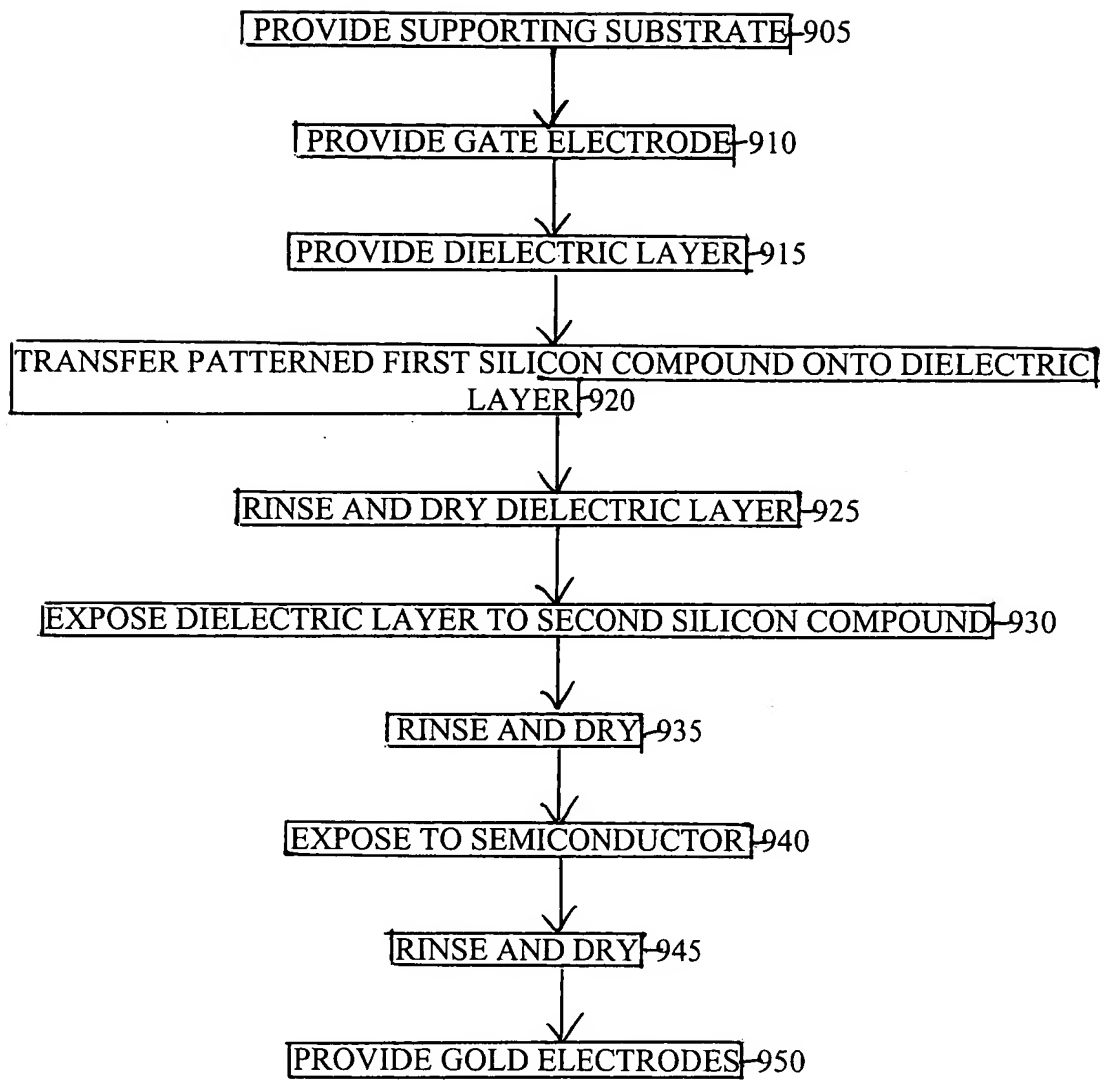 PROVIDE SUPPORTING SUBSTRATE 905
PROVIDE GATE ELECTRODE 910
PROVIDE DIELECTRIC LAYER 915
TRANSFER PATTERNED FIRST SILICON COMPOUND ONTO DIELECTRIC
LAYER 920
RINSE AND DRY DIELECTRIC LAYER 925
EXPOSE DIELECTRIC LAYER TO SECOND SILICON COMPOUND 930
RINSE AND DRY 935
EXPOSE TO SEMICONDUCTOR 940
RINSE AND DRY 945
PROVIDE GOLD ELECTRODES 950